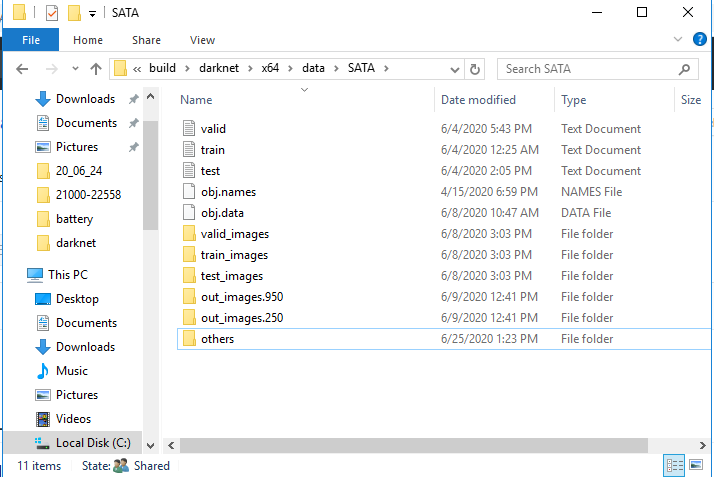 SATA
File Home Share View
« build darknet x64 data SATA Search SATA
Name Date modified Type Size
Downloads
Documents
Pictures
20_06_24
21000-22558
battery
darknet
This PC
Desktop
Documents
Downloads
Music
Pictures
Videos
Local Disk (C:)
valid 6/4/2020 5:43 PM Text Document
train 6/4/2020 12:25 AM Text Document
test 6/4/2020 2:05 PM Text Document
obj.names 4/15/2020 6:59 PM NAMES File
obj.data 6/8/2020 10:47 AM DATA File
valid_images 6/8/2020 3:03 PM File folder
train_images 6/8/2020 3:03 PM File folder
test_images 6/8/2020 3:03 PM File folder
out_images.950 6/9/2020 12:41 PM File folder
out_images.250 6/9/2020 12:41 PM File folder
others 6/25/2020 1:23 PM File folder
11 items State: Shared